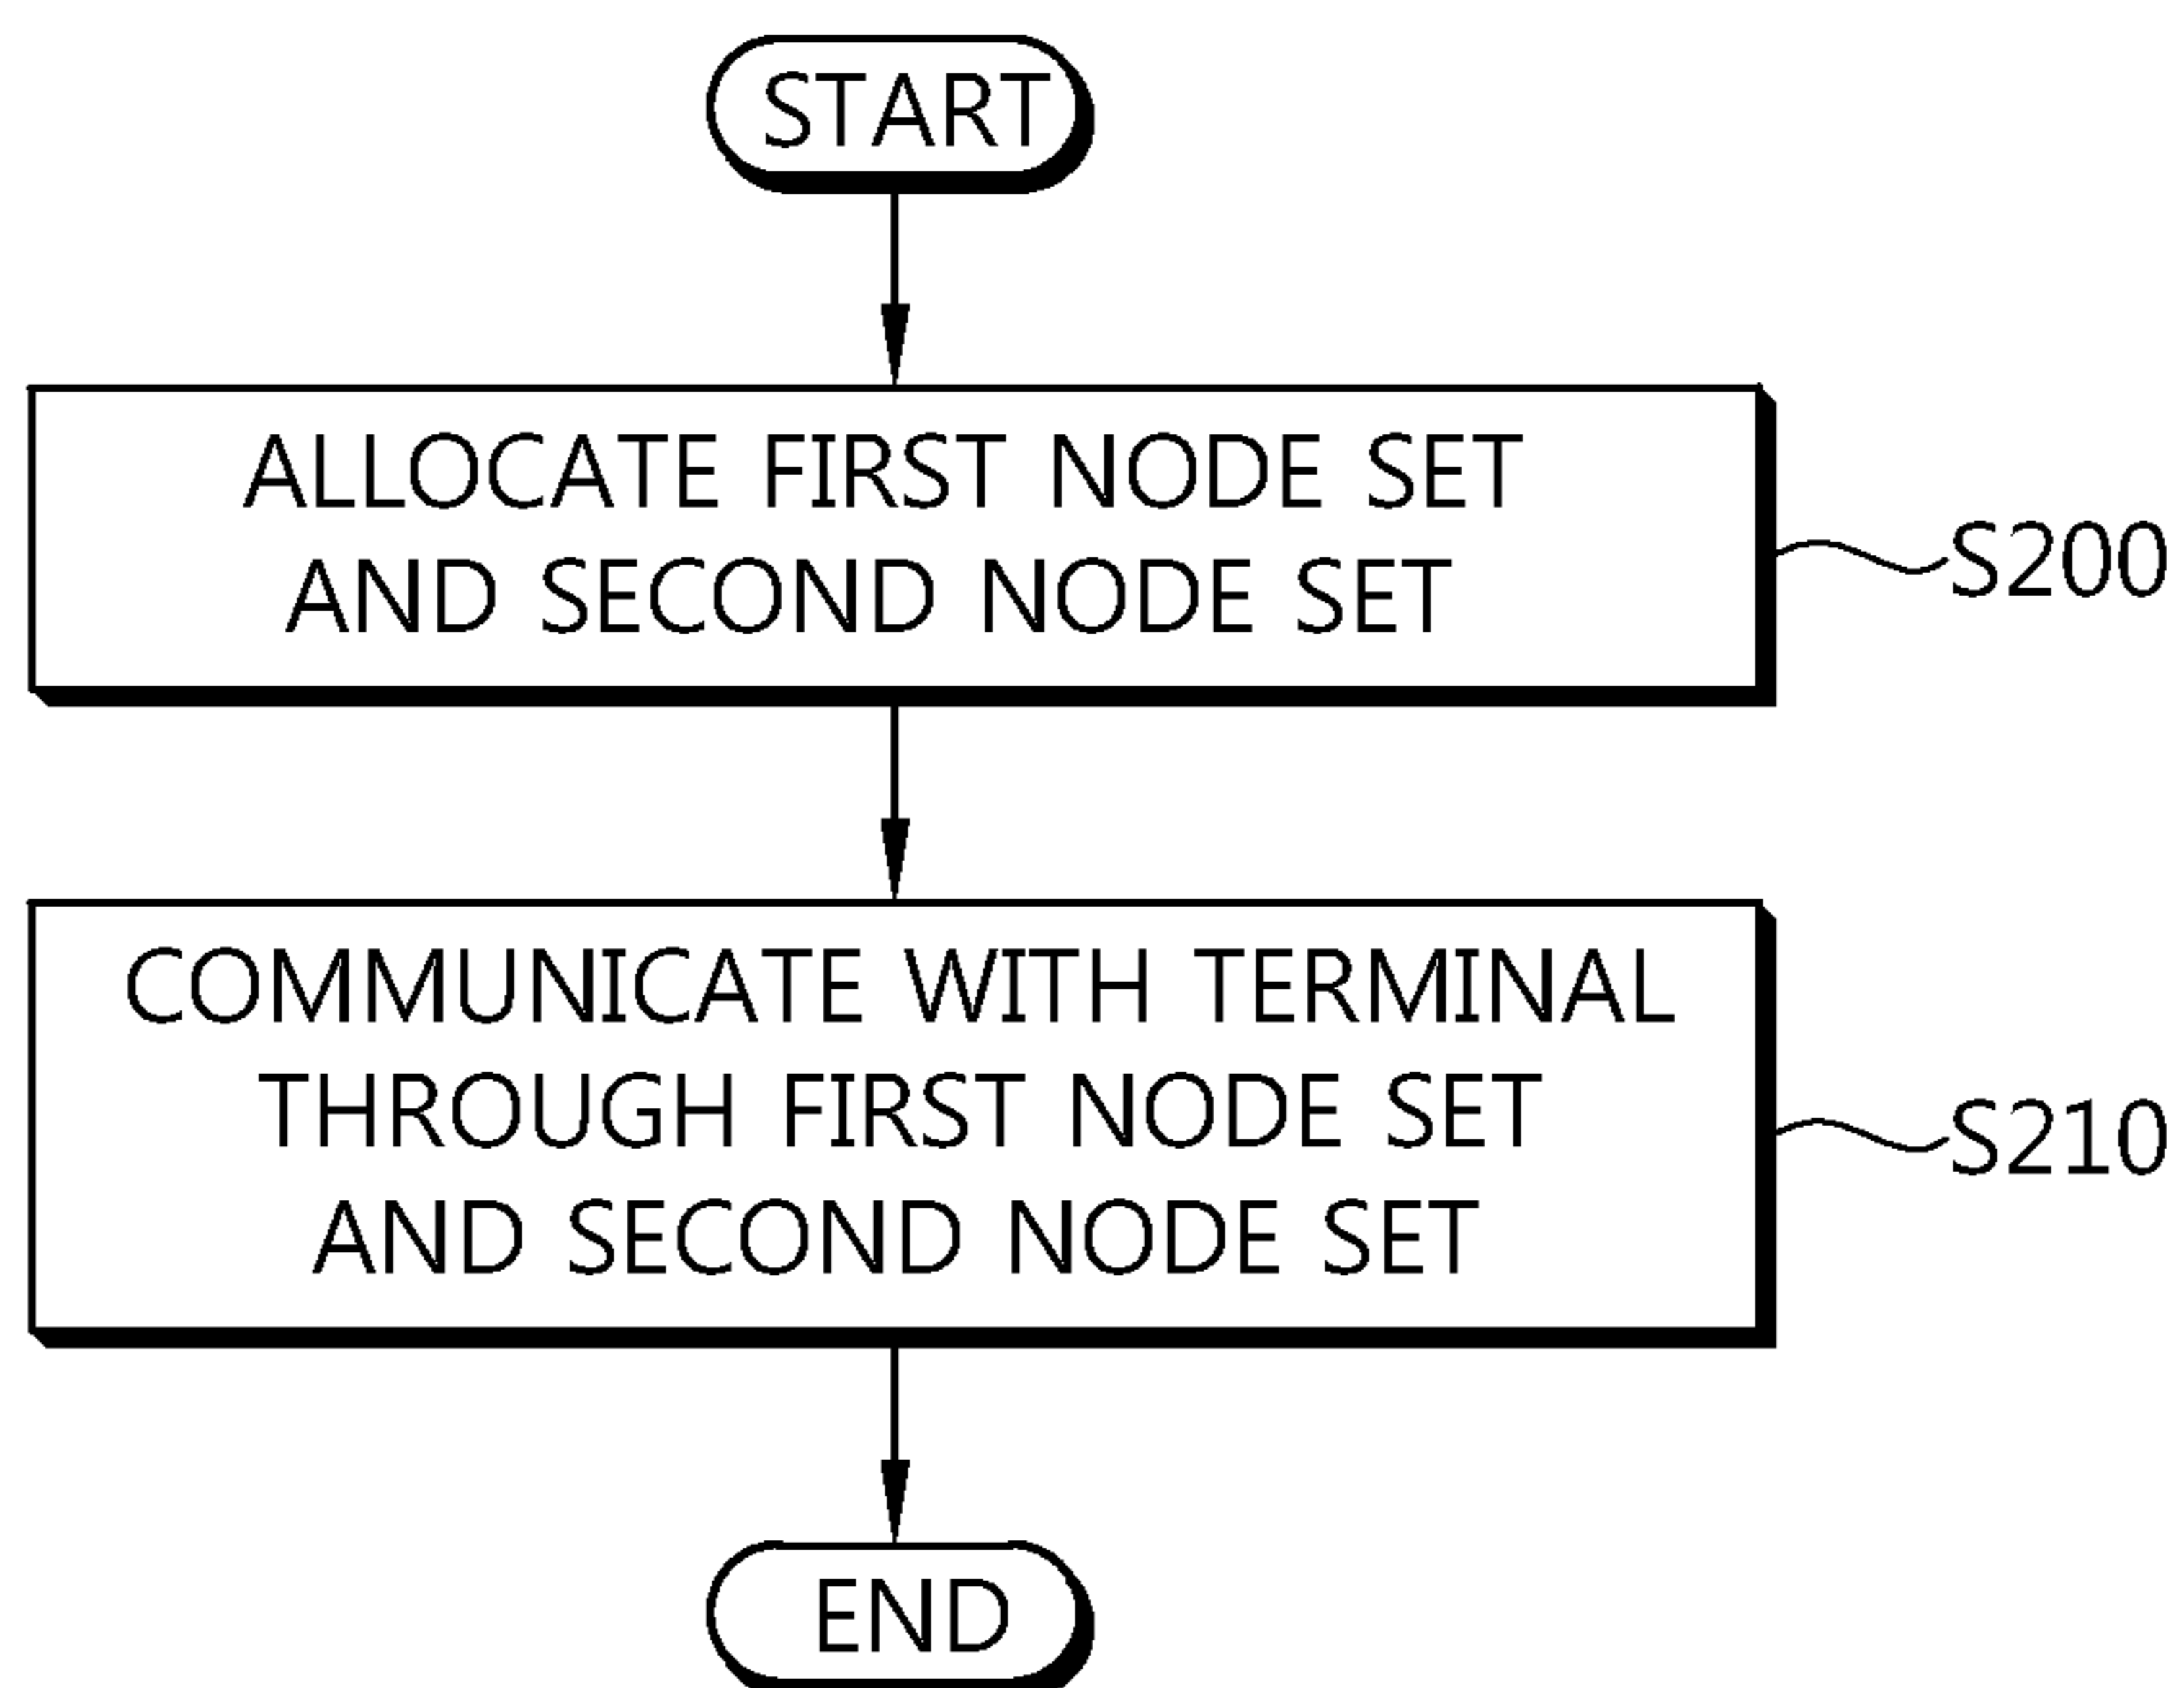 START
ALLOCATE FIRST NODE SET
AND SECOND NODE SET
S200
COMMUNICATE WITH TERMINAL
THROUGH FIRST NODE SET
AND SECOND NODE SET
S210
END